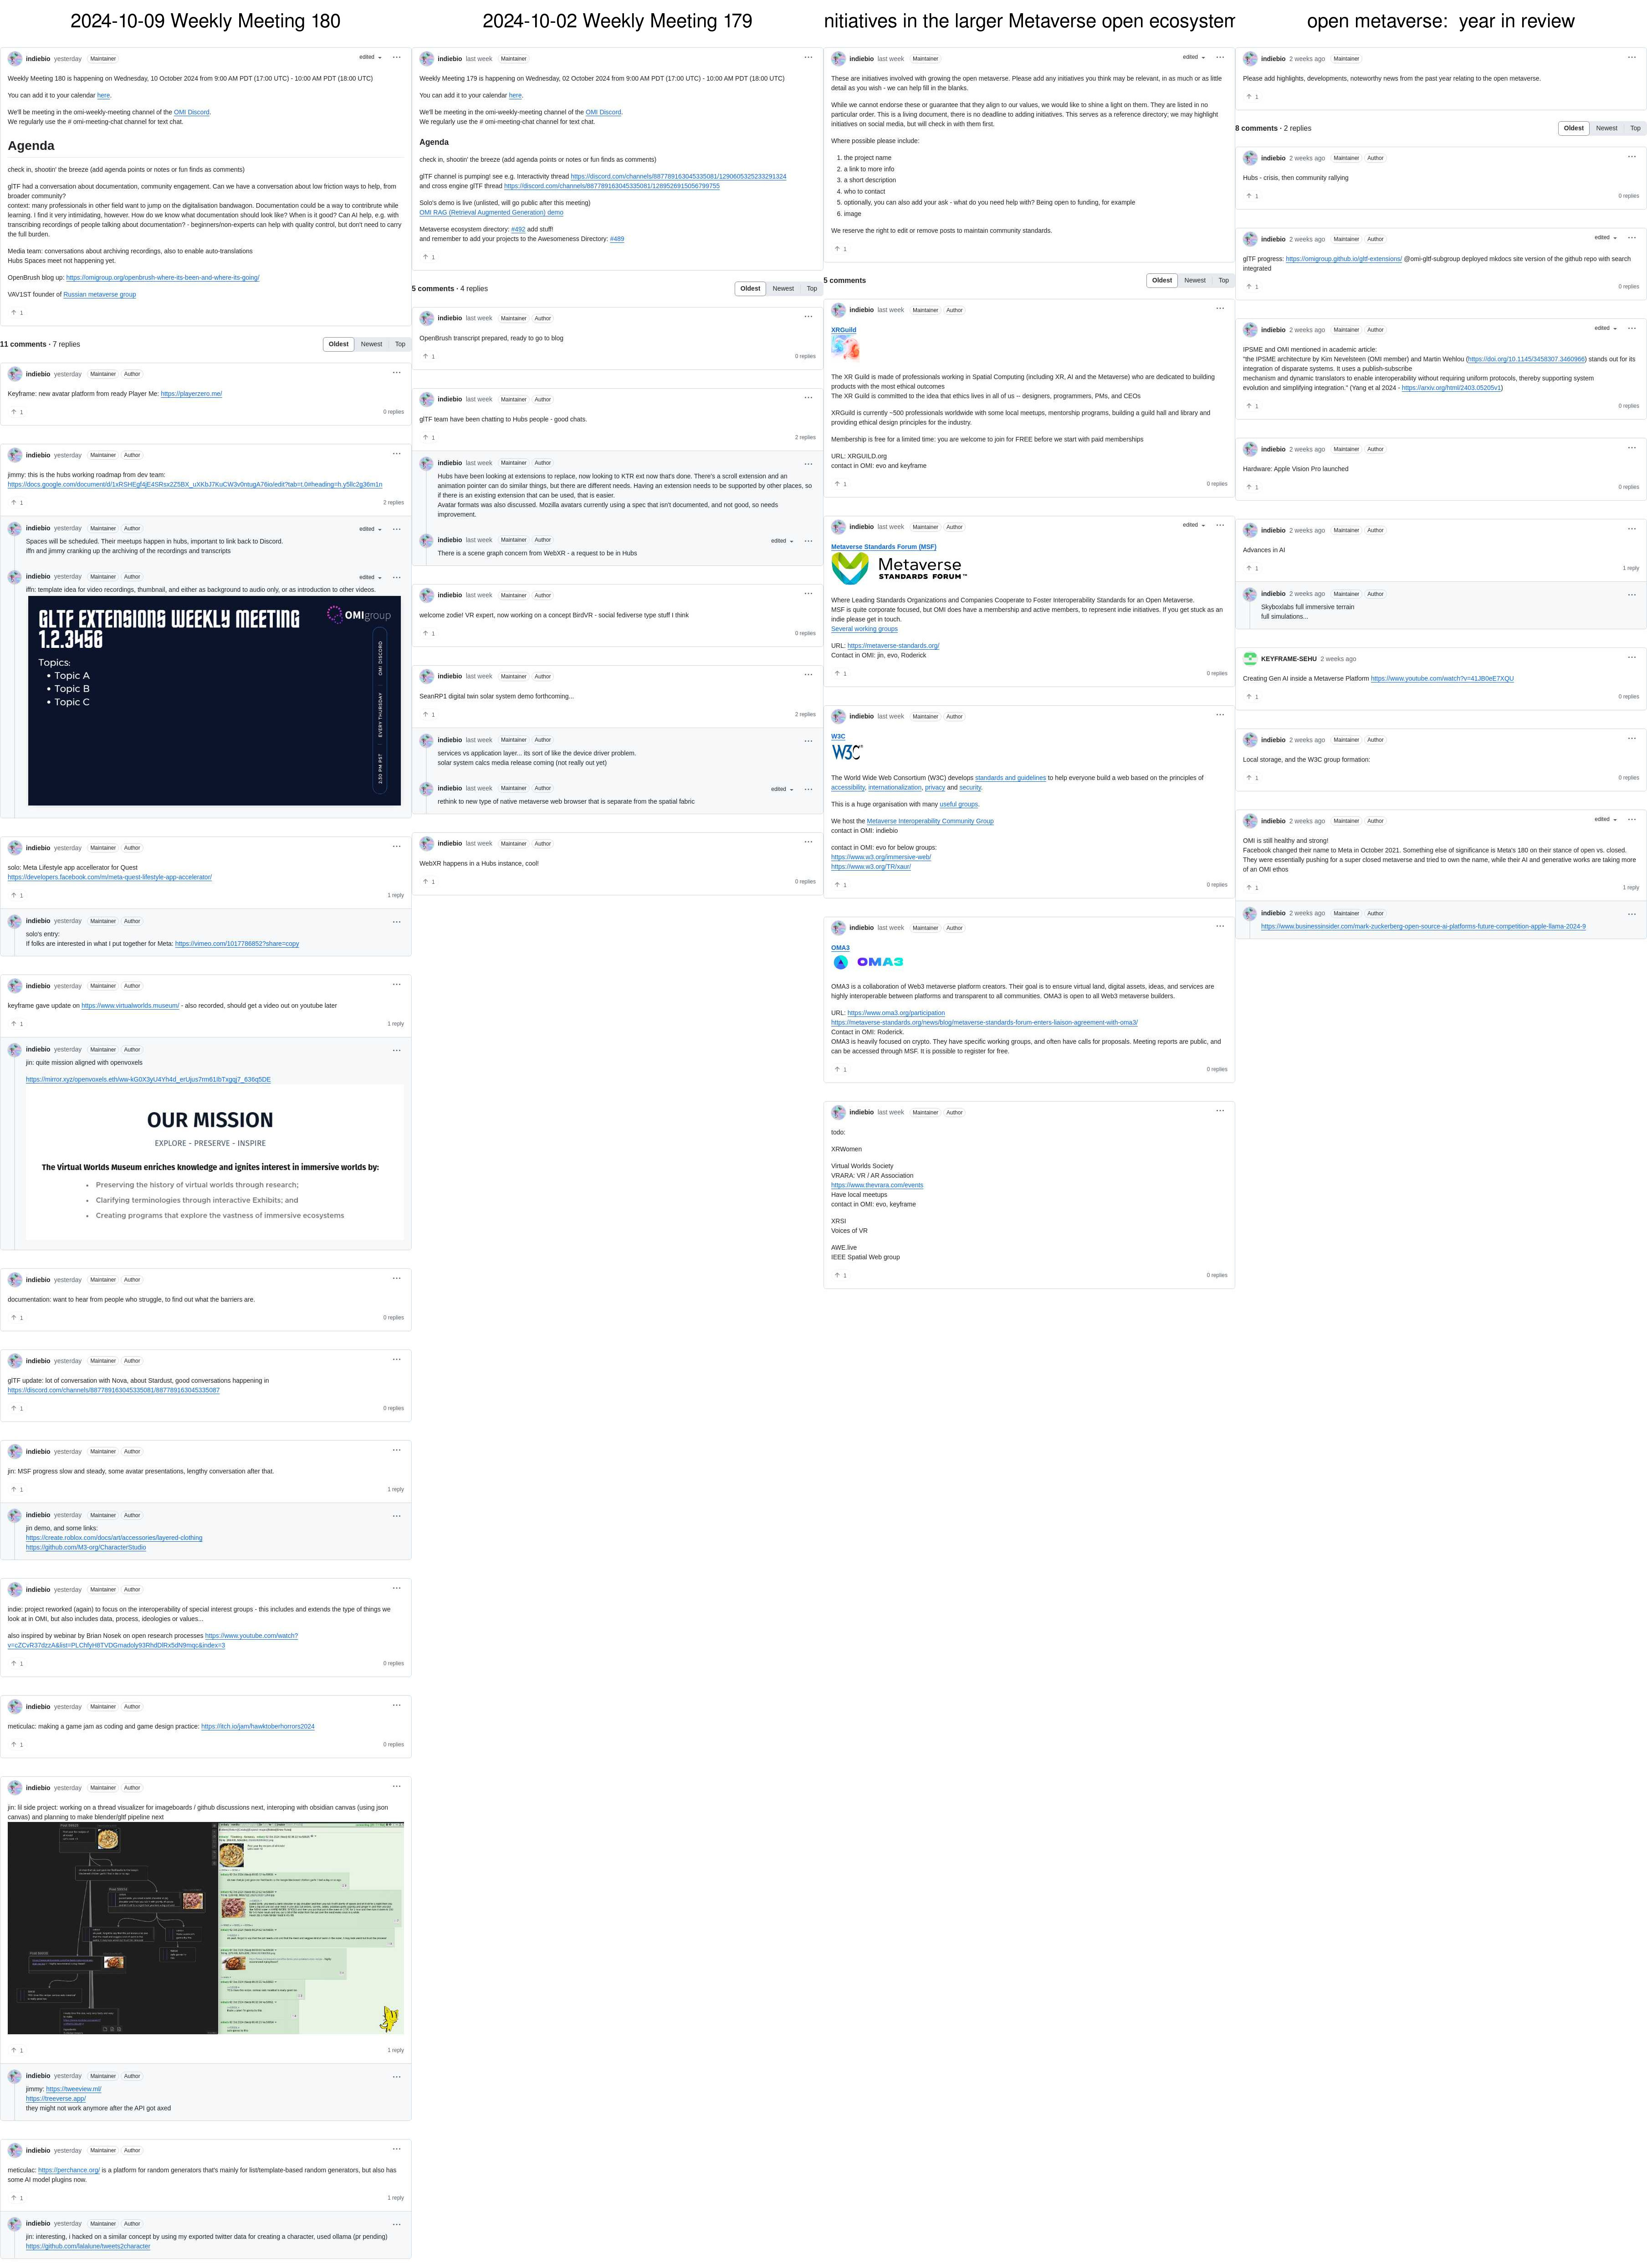 2024-10-09 Weekly Meeting 180
indiebio yesterday Maintainer edited
Weekly Meeting 180 is happening on Wednesday, 10 October 2024 from 9:00 AM PDT (17:00 UTC) - 10:00 AM PDT (18:00 UTC)
You can add it to your calendar here.
We'll be meeting in the omi-weekly-meeting channel of the OMI Discord.
We regularly use the # omi-meeting-chat channel for text chat.
Agenda
check in, shootin' the breeze (add agenda points or notes or fun finds as comments)
glTF had a conversation about documentation, community engagement. Can we have a conversation about low friction ways to help, from
broader community?
context: many professionals in other field want to jump on the digitalisation bandwagon. Documentation could be a way to contribute while
learning. I find it very intimidating, however. How do we know what documentation should look like? When is it good? Can AI help, e.g. with
transcribing recordings of people talking about documentation? - beginners/non-experts can help with quality control, but don't need to carry
the full burden.
Media team: conversations about archiving recordings, also to enable auto-translations
Hubs Spaces meet not happening yet.
OpenBrush blog up: https://omigroup.org/openbrush-where-its-been-and-where-its-going/
VAV1ST founder of Russian metaverse group
1
11 comments · 7 replies Oldest Newest Top
indiebio yesterday Maintainer Author
Keyframe: new avatar platform from ready Player Me: https://playerzero.me/
1 0 replies
indiebio yesterday Maintainer Author
jimmy: this is the hubs working roadmap from dev team:
1 2 replies
indiebio yesterday Maintainer Author edited
Spaces will be scheduled. Their meetups happen in hubs, important to link back to Discord.
iffn and jimmy cranking up the archiving of the recordings and transcripts
indiebio yesterday Maintainer Author edited
iffn: template idea for video recordings, thumbnail, and either as background to audio only, or as introduction to other videos.
GLTF EXTENSIONS WEEKLY MEETING
1.2.3456
OMIgroup
Topics:
• Topic A
• Topic B
• Topic C
2:30 PM PST EVERY THURSDAY OMI DISCORD
indiebio yesterday Maintainer Author
solo: Meta Lifestyle app accellerator for Quest
https://developers.facebook.com/m/meta-quest-lifestyle-app-accelerator/
1 1 reply
indiebio yesterday Maintainer Author
solo's entry:
If folks are interested in what I put together for Meta: https://vimeo.com/1017786852?share=copy
indiebio yesterday Maintainer Author
keyframe gave update on https://www.virtualworlds.museum/ - also recorded, should get a video out on youtube later
1 1 reply
indiebio yesterday Maintainer Author
jin: quite mission aligned with openvoxels
OUR MISSION
EXPLORE - PRESERVE - INSPIRE
The Virtual Worlds Museum enriches knowledge and ignites interest in immersive worlds by:
• Preserving the history of virtual worlds through research;
• Clarifying terminologies through interactive Exhibits; and
• Creating programs that explore the vastness of immersive ecosystems
indiebio yesterday Maintainer Author
documentation: want to hear from people who struggle, to find out what the barriers are.
1 0 replies
indiebio yesterday Maintainer Author
glTF update: lot of conversation with Nova, about Stardust, good conversations happening in
https://discord.com/channels/887789163045335081/887789163045335087
1 0 replies
indiebio yesterday Maintainer Author
jin: MSF progress slow and steady, some avatar presentations, lengthy conversation after that.
1 1 reply
indiebio yesterday Maintainer Author
jin demo, and some links:
https://create.roblox.com/docs/art/accessories/layered-clothing
https://github.com/M3-org/CharacterStudio
indiebio yesterday Maintainer Author
indie: project reworked (again) to focus on the interoperability of special interest groups - this includes and extends the type of things we
look at in OMI, but also includes data, process, ideologies or values...
also inspired by webinar by Brian Nosek on open research processes https://www.youtube.com/watch?
1 0 replies
indiebio yesterday Maintainer Author
meticulac: making a game jam as coding and game design practice: https://itch.io/jam/hawktoberhorrors2024
1 0 replies
indiebio yesterday Maintainer Author
jin: lil side project: working on a thread visualizer for imageboards / github discussions next, interoping with obsidian canvas (using json
canvas) and planning to make blender/gltf pipeline next
1 1 reply
indiebio yesterday Maintainer Author
jimmy: https://tweeview.ml/
https://treeverse.app/
they might not work anymore after the API got axed
indiebio yesterday Maintainer Author
meticulac: https://perchance.org/ is a platform for random generators that's mainly for list/template-based random generators, but also has
some AI model plugins now.
1 1 reply
indiebio yesterday Maintainer Author
jin: interesting, i hacked on a similar concept by using my exported twitter data for creating a character, used ollama (pr pending)
https://github.com/lalalune/tweets2character
2024-10-02 Weekly Meeting 179
indiebio last week Maintainer
Weekly Meeting 179 is happening on Wednesday, 02 October 2024 from 9:00 AM PDT (17:00 UTC) - 10:00 AM PDT (18:00 UTC)
You can add it to your calendar here.
We'll be meeting in the omi-weekly-meeting channel of the OMI Discord.
We regularly use the # omi-meeting-chat channel for text chat.
Agenda
check in, shootin' the breeze (add agenda points or notes or fun finds as comments)
glTF channel is pumping! see e.g. Interactivity thread https://discord.com/channels/887789163045335081/1290605325233291324
and cross engine glTF thread https://discord.com/channels/887789163045335081/1289526915056799755
Solo's demo is live (unlisted, will go public after this meeting)
OMI RAG (Retrieval Augmented Generation) demo
Metaverse ecosystem directory: #492 add stuff!
and remember to add your projects to the Awesomeness Directory: #489
1
5 comments · 4 replies Oldest Newest Top
indiebio last week Maintainer Author
OpenBrush transcript prepared, ready to go to blog
1 0 replies
indiebio last week Maintainer Author
glTF team have been chatting to Hubs people - good chats.
1 2 replies
indiebio last week Maintainer Author
Hubs have been looking at extensions to replace, now looking to KTR ext now that's done. There's a scroll extension and an
animation pointer can do similar things, but there are different needs. Having an extension needs to be supported by other places, so
if there is an existing extension that can be used, that is easier.
Avatar formats was also discussed. Mozilla avatars currently using a spec that isn't documented, and not good, so needs
improvement.
indiebio last week Maintainer Author edited
There is a scene graph concern from WebXR - a request to be in Hubs
indiebio last week Maintainer Author
welcome zodie! VR expert, now working on a concept BirdVR - social fediverse type stuff I think
1 0 replies
indiebio last week Maintainer Author
SeanRP1 digital twin solar system demo forthcoming...
1 2 replies
indiebio last week Maintainer Author
services vs application layer... its sort of like the device driver problem.
solar system calcs media release coming (not really out yet)
indiebio last week Maintainer Author edited
rethink to new type of native metaverse web browser that is separate from the spatial fabric
indiebio last week Maintainer Author
WebXR happens in a Hubs instance, cool!
1 0 replies
nitiatives in the larger Metaverse open ecosystem
indiebio last week Maintainer edited
These are initiatives involved with growing the open metaverse. Please add any initiatives you think may be relevant, in as much or as little
detail as you wish - we can help fill in the blanks.
While we cannot endorse these or guarantee that they align to our values, we would like to shine a light on them. They are listed in no
particular order. This is a living document, there is no deadline to adding initiatives. This serves as a reference directory; we may highlight
initiatives on social media, but will check in with them first.
Where possible please include:
1. the project name
2. a link to more info
3. a short description
4. who to contact
5. optionally, you can also add your ask - what do you need help with? Being open to funding, for example
6. image
We reserve the right to edit or remove posts to maintain community standards.
1
5 comments Oldest Newest Top
indiebio last week Maintainer Author
XRGuild
The XR Guild is made of professionals working in Spatial Computing (including XR, AI and the Metaverse) who are dedicated to building
products with the most ethical outcomes
The XR Guild is committed to the idea that ethics lives in all of us -- designers, programmers, PMs, and CEOs
XRGuild is currently ~500 professionals worldwide with some local meetups, mentorship programs, building a guild hall and library and
providing ethical design principles for the industry.
Membership is free for a limited time: you are welcome to join for FREE before we start with paid memberships
URL: XRGUILD.org
contact in OMI: evo and keyframe
1 0 replies
indiebio last week Maintainer Author edited
Metaverse Standards Forum (MSF)
Metaverse
STANDARDS FORUM™
Where Leading Standards Organizations and Companies Cooperate to Foster Interoperability Standards for an Open Metaverse.
MSF is quite corporate focused, but OMI does have a membership and active members, to represent indie initiatives. If you get stuck as an
indie please get in touch.
Several working groups
URL: https://metaverse-standards.org/
Contact in OMI: jin, evo, Roderick
1 0 replies
indiebio last week Maintainer Author
W3C
W3C
The World Wide Web Consortium (W3C) develops standards and guidelines to help everyone build a web based on the principles of
accessibility, internationalization, privacy and security.
This is a huge organisation with many useful groups.
We host the Metaverse Interoperability Community Group
contact in OMI: indiebio
contact in OMI: evo for below groups:
https://www.w3.org/immersive-web/
https://www.w3.org/TR/xaur/
1 0 replies
indiebio last week Maintainer Author
OMA3
OMA3
OMA3 is a collaboration of Web3 metaverse platform creators. Their goal is to ensure virtual land, digital assets, ideas, and services are
highly interoperable between platforms and transparent to all communities. OMA3 is open to all Web3 metaverse builders.
URL: https://www.oma3.org/participation
https://metaverse-standards.org/news/blog/metaverse-standards-forum-enters-liaison-agreement-with-oma3/
Contact in OMI: Roderick.
OMA3 is heavily focused on crypto. They have specific working groups, and often have calls for proposals. Meeting reports are public, and
can be accessed through MSF. It is possible to register for free.
1 0 replies
indiebio last week Maintainer Author
todo:
XRWomen
Virtual Worlds Society
VRARA: VR / AR Association
https://www.thevrara.com/events
Have local meetups
contact in OMI: evo, keyframe
XRSI
Voices of VR
AWE.live
IEEE Spatial Web group
1 0 replies
open metaverse: year in review
indiebio 2 weeks ago Maintainer
Please add highlights, developments, noteworthy news from the past year relating to the open metaverse.
1
8 comments · 2 replies Oldest Newest Top
indiebio 2 weeks ago Maintainer Author
Hubs - crisis, then community rallying
1 0 replies
indiebio 2 weeks ago Maintainer Author edited
glTF progress: https://omigroup.github.io/gltf-extensions/ @omi-gltf-subgroup deployed mkdocs site version of the github repo with search
integrated
1 0 replies
indiebio 2 weeks ago Maintainer Author edited
IPSME and OMI mentioned in academic article:
"the IPSME architecture by Kim Nevelsteen (OMI member) and Martin Wehlou (https://doi.org/10.1145/3458307.3460966) stands out for its
integration of disparate systems. It uses a publish-subscribe
mechanism and dynamic translators to enable interoperability without requiring uniform protocols, thereby supporting system
evolution and simplifying integration." (Yang et al 2024 - https://arxiv.org/html/2403.05205v1)
1 0 replies
indiebio 2 weeks ago Maintainer Author
Hardware: Apple Vision Pro launched
1 0 replies
indiebio 2 weeks ago Maintainer Author
Advances in AI
1 1 reply
indiebio 2 weeks ago Maintainer Author
Skyboxlabs full immersive terrain
full simulations...
KEYFRAME-SEHU 2 weeks ago
Creating Gen AI inside a Metaverse Platform https://www.youtube.com/watch?v=41JB0eE7XQU
1 0 replies
indiebio 2 weeks ago Maintainer Author
Local storage, and the W3C group formation:
1 0 replies
indiebio 2 weeks ago Maintainer Author edited
OMI is still healthy and strong!
Facebook changed their name to Meta in October 2021. Something else of significance is Meta's 180 on their stance of open vs. closed.
They were essentially pushing for a super closed metaverse and tried to own the name, while their AI and generative works are taking more
of an OMI ethos
1 1 reply
indiebio 2 weeks ago Maintainer Author
https://www.businessinsider.com/mark-zuckerberg-open-source-ai-platforms-future-competition-apple-llama-2024-9